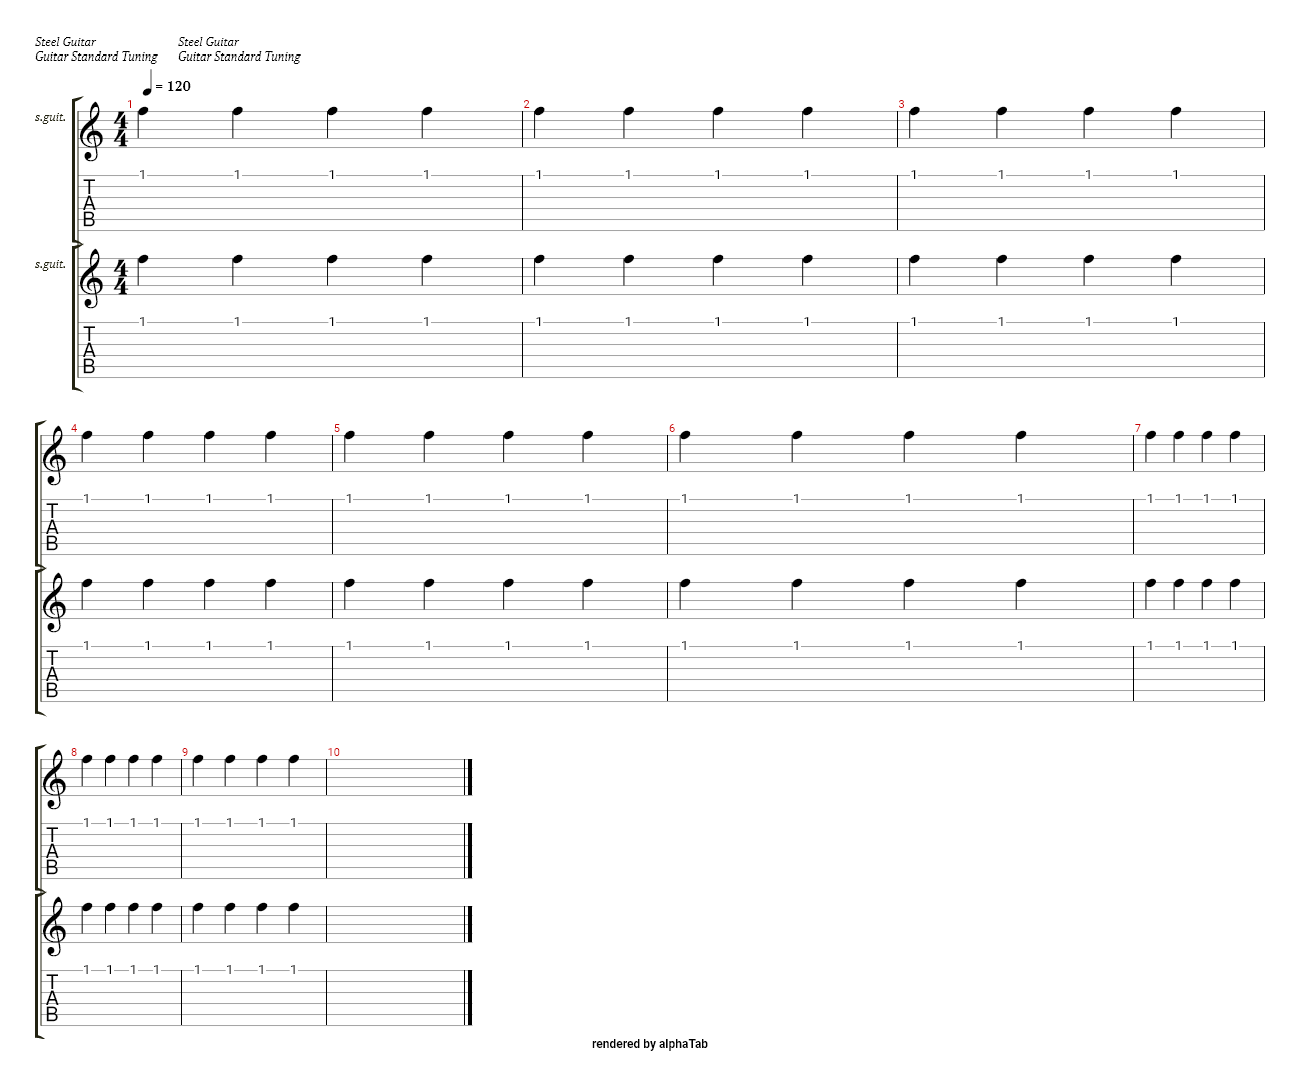 Steel Guitar Steel Guitar
Guitar Standard Tuning Guitar Standard Tuning
= 120
1 2 3
s.guit. 4 4
1 1 1 1 1 1 1 1 1 1 1 1
T
A
B
s.guit. 4 4
1 1 1 1 1 1 1 1 1 1 1 1
T
A
B
4 5 6 7
1 1 1 1 1 1 1 1 1 1 1 1 1 1 1 1
T
A
B
1 1 1 1 1 1 1 1 1 1 1 1 1 1 1 1
T
A
B
8 9 10
1 1 1 1 1 1 1 1
T
A
B
1 1 1 1 1 1 1 1
T
A
B
rendered by alphaTab